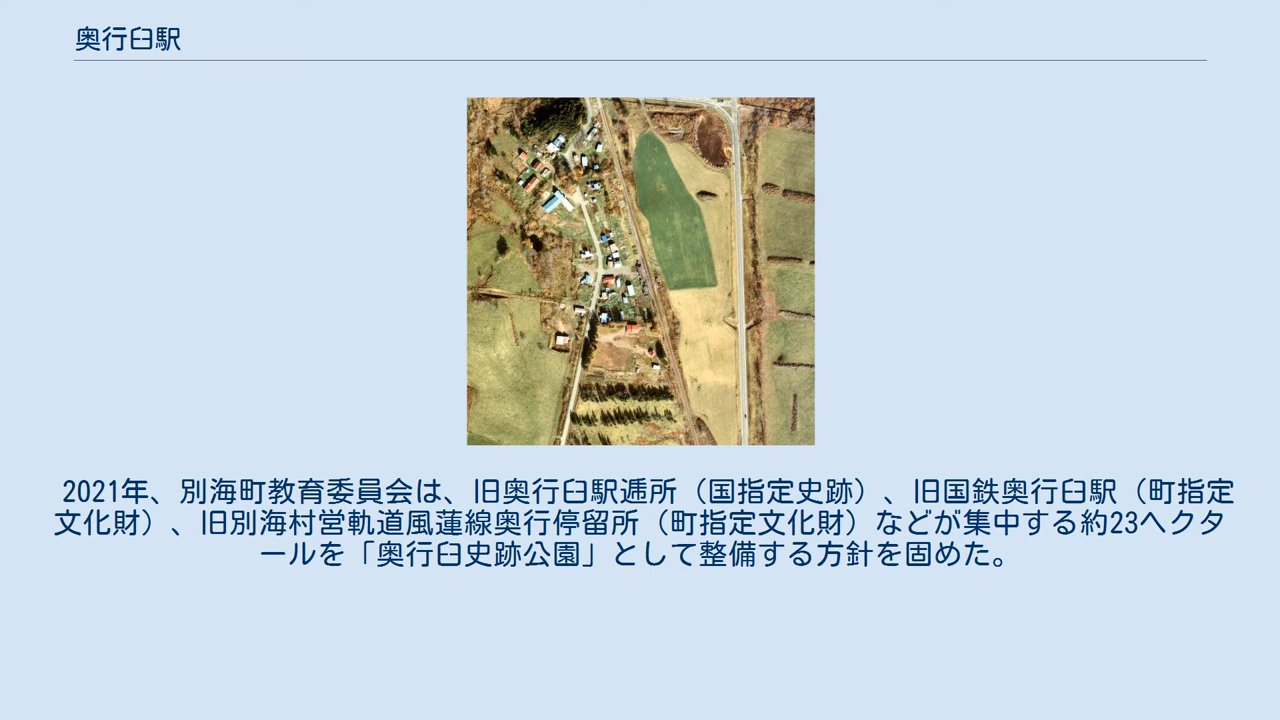 奥行臼駅
2021年、別海町教育委員会は、旧奥行臼駅逓所（国指定史跡）、旧国鉄奥行臼駅（町指定
文化財）、旧別海村営軌道風蓮線奥行停留所（町指定文化財）などが集中する約23ヘクタ
ールを「奥行臼史跡公園」として整備する方針を固めた。